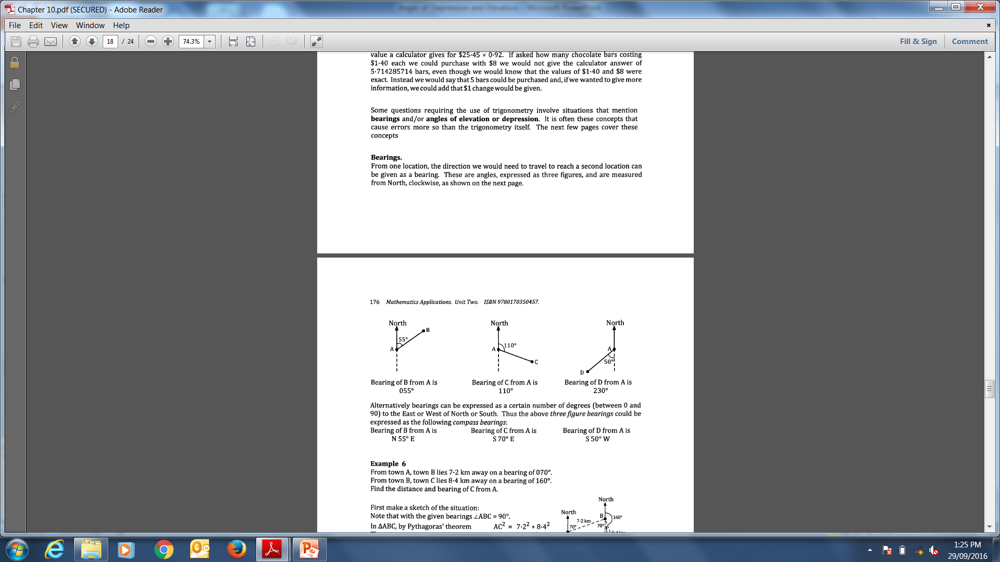 Chapter 10.pdf (SECURED) - Adobe Reader
Angle of Depression and Elevation - Microsoft PowerPoint
File Edit View Window Help
18 / 24 74.3% Fill & Sign Comment
value a calculator gives for $25·45 × 0·92. If asked how many chocolate bars costing
$1·40 each we could purchase with $8 we would not give the calculator answer of
5·714285714 bars, even though we would know that the values of $1·40 and $8 were
exact. Instead we would say that 5 bars could be purchased and, if we wanted to give more
information, we could add that $1 change would be given.
Some questions requiring the use of trigonometry involve situations that mention
bearings and/or angles of elevation or depression. It is often these concepts that
cause errors more so than the trigonometry itself. The next few pages cover these
concepts
Bearings.
From one location, the direction we would need to travel to reach a second location can
be given as a bearing. These are angles, expressed as three figures, and are measured
from North, clockwise, as shown on the next page.
176 Mathematics Applications. Unit Two. ISBN 9780170350457.
North North North
B
55°
A
110°
A
C
A
50°
D
Bearing of B from A is Bearing of C from A is Bearing of D from A is
055° 110° 230°
Alternatively bearings can be expressed as a certain number of degrees (between 0 and
90) to the East or West of North or South. Thus the above three figure bearings could be
expressed as the following compass bearings:
Bearing of B from A is Bearing of C from A is Bearing of D from A is
N 55° E S 70° E S 50° W
Example 6
From town A, town B lies 7·2 km away on a bearing of 070°.
From town B, town C lies 8·4 km away on a bearing of 160°.
Find the distance and bearing of C from A.
First make a sketch of the situation:
Note that with the given bearings ∠ABC = 90°.
In ΔABC, by Pythagoras' theorem AC² = 7·2² + 8·4²
North
North
B
160°
7·2 km
70°
70°
1:25 PM
29/09/2016